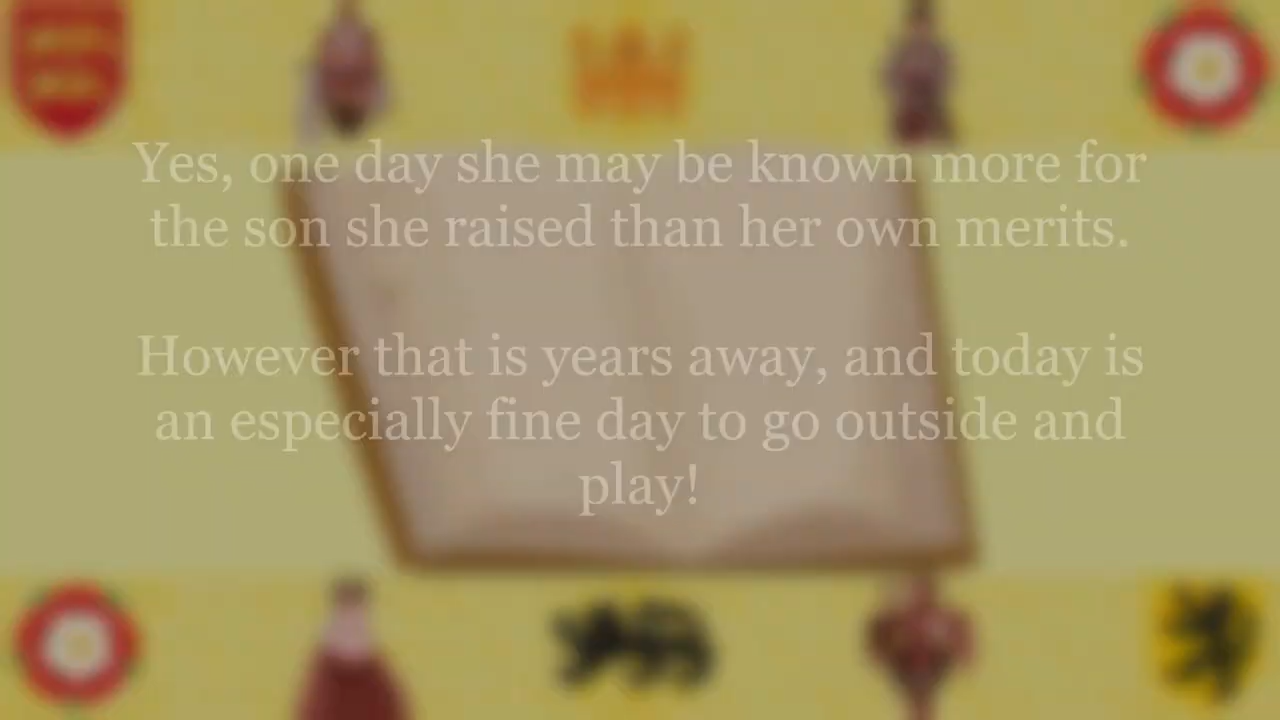 Yes, one day she may be known more for
the son she raised than her own merits.
However that is years away, and today is
an especially fine day to go outside and
play!